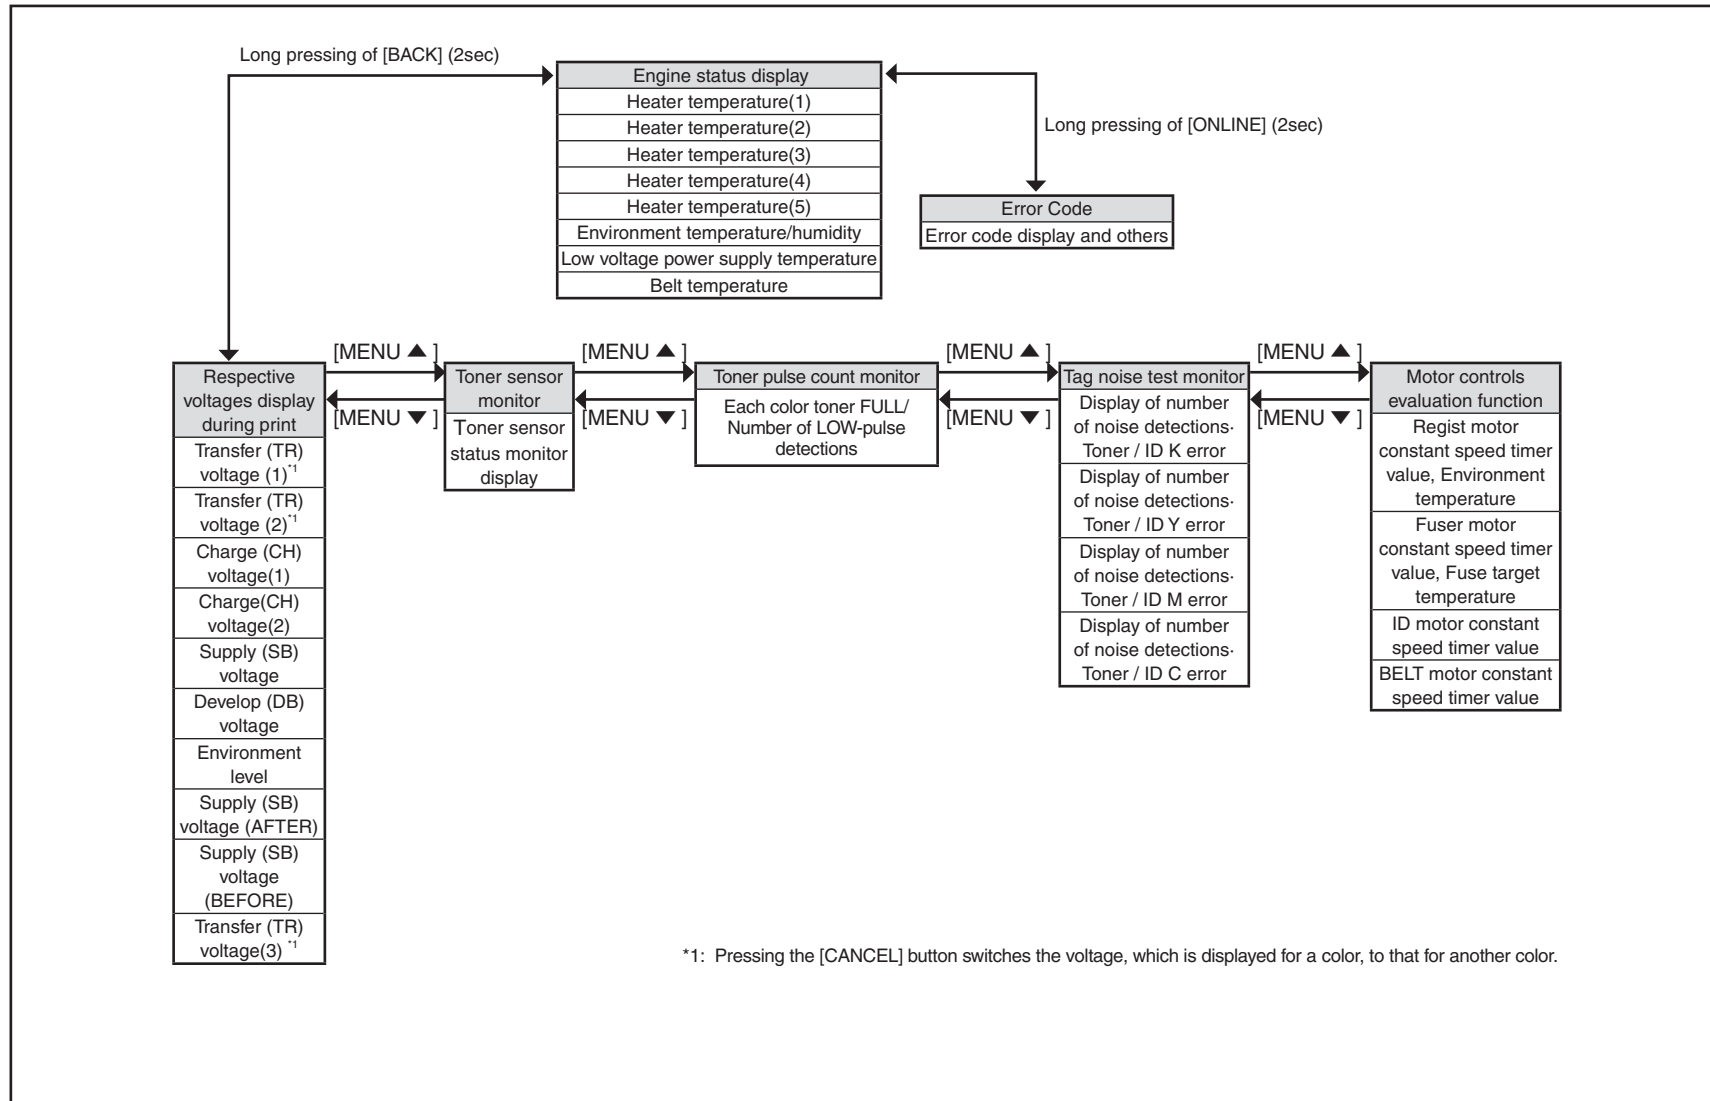 Long pressing of [BACK] (2sec)
Engine status display
Heater temperature(1)
Heater temperature(2)
Heater temperature(3)
Heater temperature(4)
Heater temperature(5)
Environment temperature/humidity
Low voltage power supply temperature
Belt temperature
Long pressing of [ONLINE] (2sec)
Error Code
Error code display and others
[MENU ▲ ]
[MENU ▼ ]
[MENU ▲ ]
[MENU ▼ ]
[MENU ▲ ]
[MENU ▼ ]
[MENU ▲ ]
[MENU ▼ ]
Respective
voltages display
during print
Transfer (TR)
voltage (1)*1
Transfer (TR)
voltage (2)*1
Charge (CH)
voltage(1)
Charge(CH)
voltage(2)
Supply (SB)
voltage
Develop (DB)
voltage
Environment
level
Supply (SB)
voltage (AFTER)
Supply (SB)
voltage
(BEFORE)
Transfer (TR)
voltage(3) *1
Toner sensor
monitor
Toner sensor
status monitor
display
Toner pulse count monitor
Each color toner FULL/
Number of LOW-pulse
detections
Tag noise test monitor
Display of number
of noise detections·
Toner / ID K error
Display of number
of noise detections·
Toner / ID Y error
Display of number
of noise detections·
Toner / ID M error
Display of number
of noise detections·
Toner / ID C error
Motor controls
evaluation function
Regist motor
constant speed timer
value, Environment
temperature
Fuser motor
constant speed timer
value, Fuse target
temperature
ID motor constant
speed timer value
BELT motor constant
speed timer value
*1: Pressing the [CANCEL] button switches the voltage, which is displayed for a color, to that for another color.